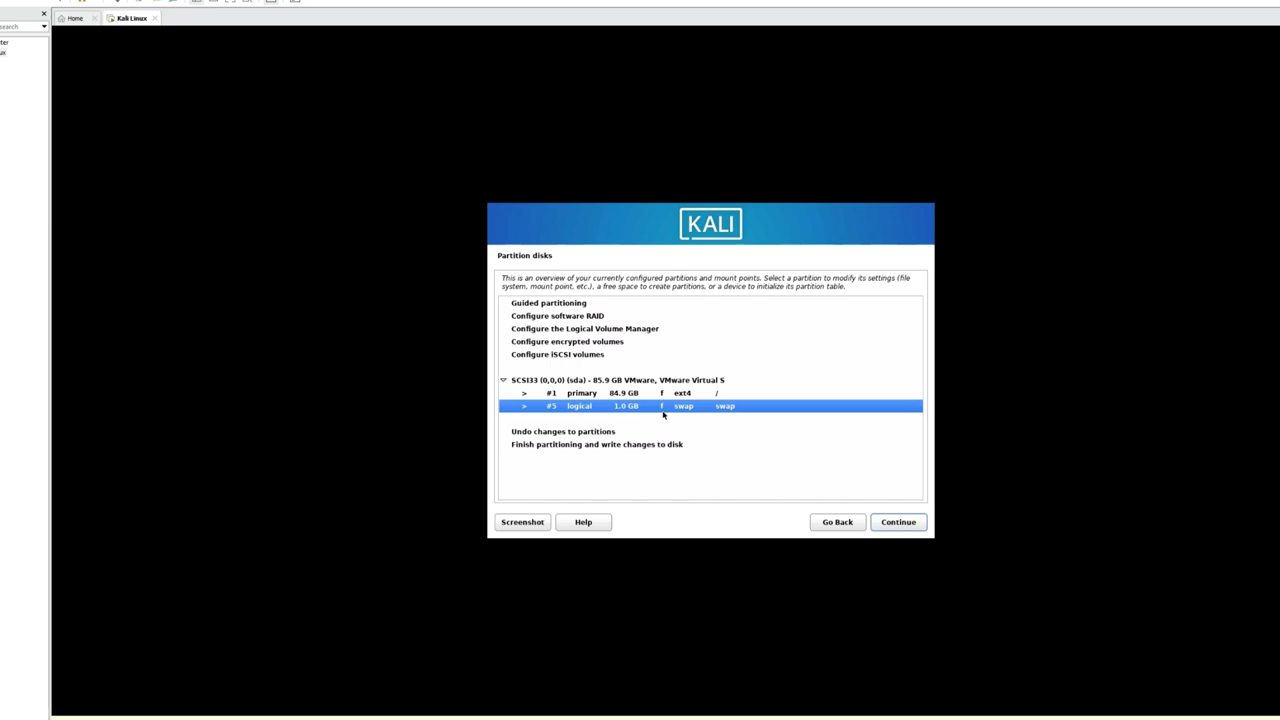 Home
Kali Linux
search
ter
ux
KALI
Partition disks
This is an overview of your currently configured partitions and mount points. Select a partition to modify its settings (file
system, mount point, etc.), a free space to create partitions, or a device to initialize its partition table.
Guided partitioning
Configure software RAID
Configure the Logical Volume Manager
Configure encrypted volumes
Configure iSCSI volumes
SCSI33 (0,0,0) (sda) - 85.9 GB VMware, VMware Virtual S
> #1 primary 84.9 GB f ext4 /
> #5 logical 1.0 GB f swap swap
Undo changes to partitions
Finish partitioning and write changes to disk
Screenshot Help Go Back Continue